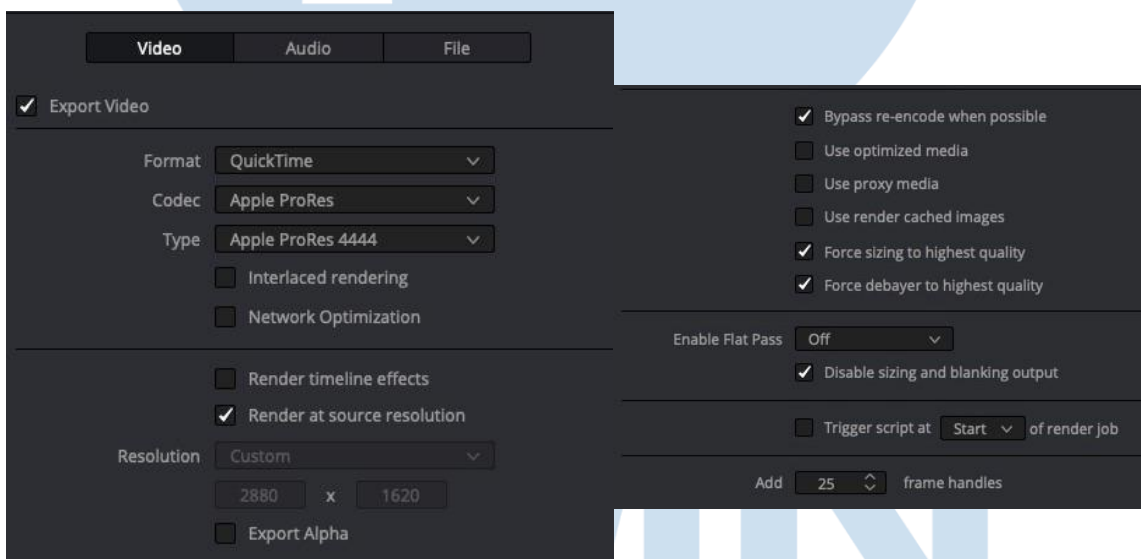 Video Audio File
Export Video
Format QuickTime
Codec Apple ProRes
Type Apple ProRes 4444
Interlaced rendering
Network Optimization
Render timeline effects
Render at source resolution
Resolution Custom
2880 x 1620
Export Alpha
Bypass re-encode when possible
Use optimized media
Use proxy media
Use render cached images
Force sizing to highest quality
Force debayer to highest quality
Enable Flat Pass Off
Disable sizing and blanking output
Trigger script at Start of render job
Add 25 frame handles